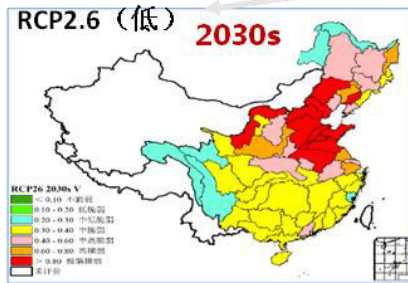 RCP2.6（低）
2030s
RCP26 2030s V
< 0.10 不脆弱
0.10 - 0.20 低脆弱
0.20 - 0.30 中低脆弱
0.30 - 0.40 中脆弱
0.40 - 0.60 中高脆弱
0.60 - 0.80 高脆弱
> 0.80 极端脆弱
未评价